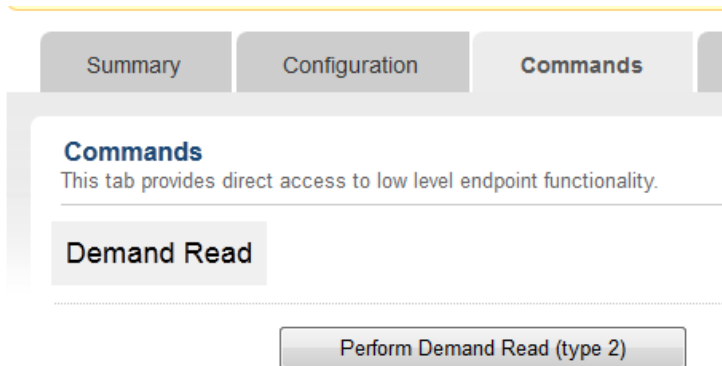 Summary Configuration Commands
Commands
This tab provides direct access to low level endpoint functionality.
Demand Read
Perform Demand Read (type 2)